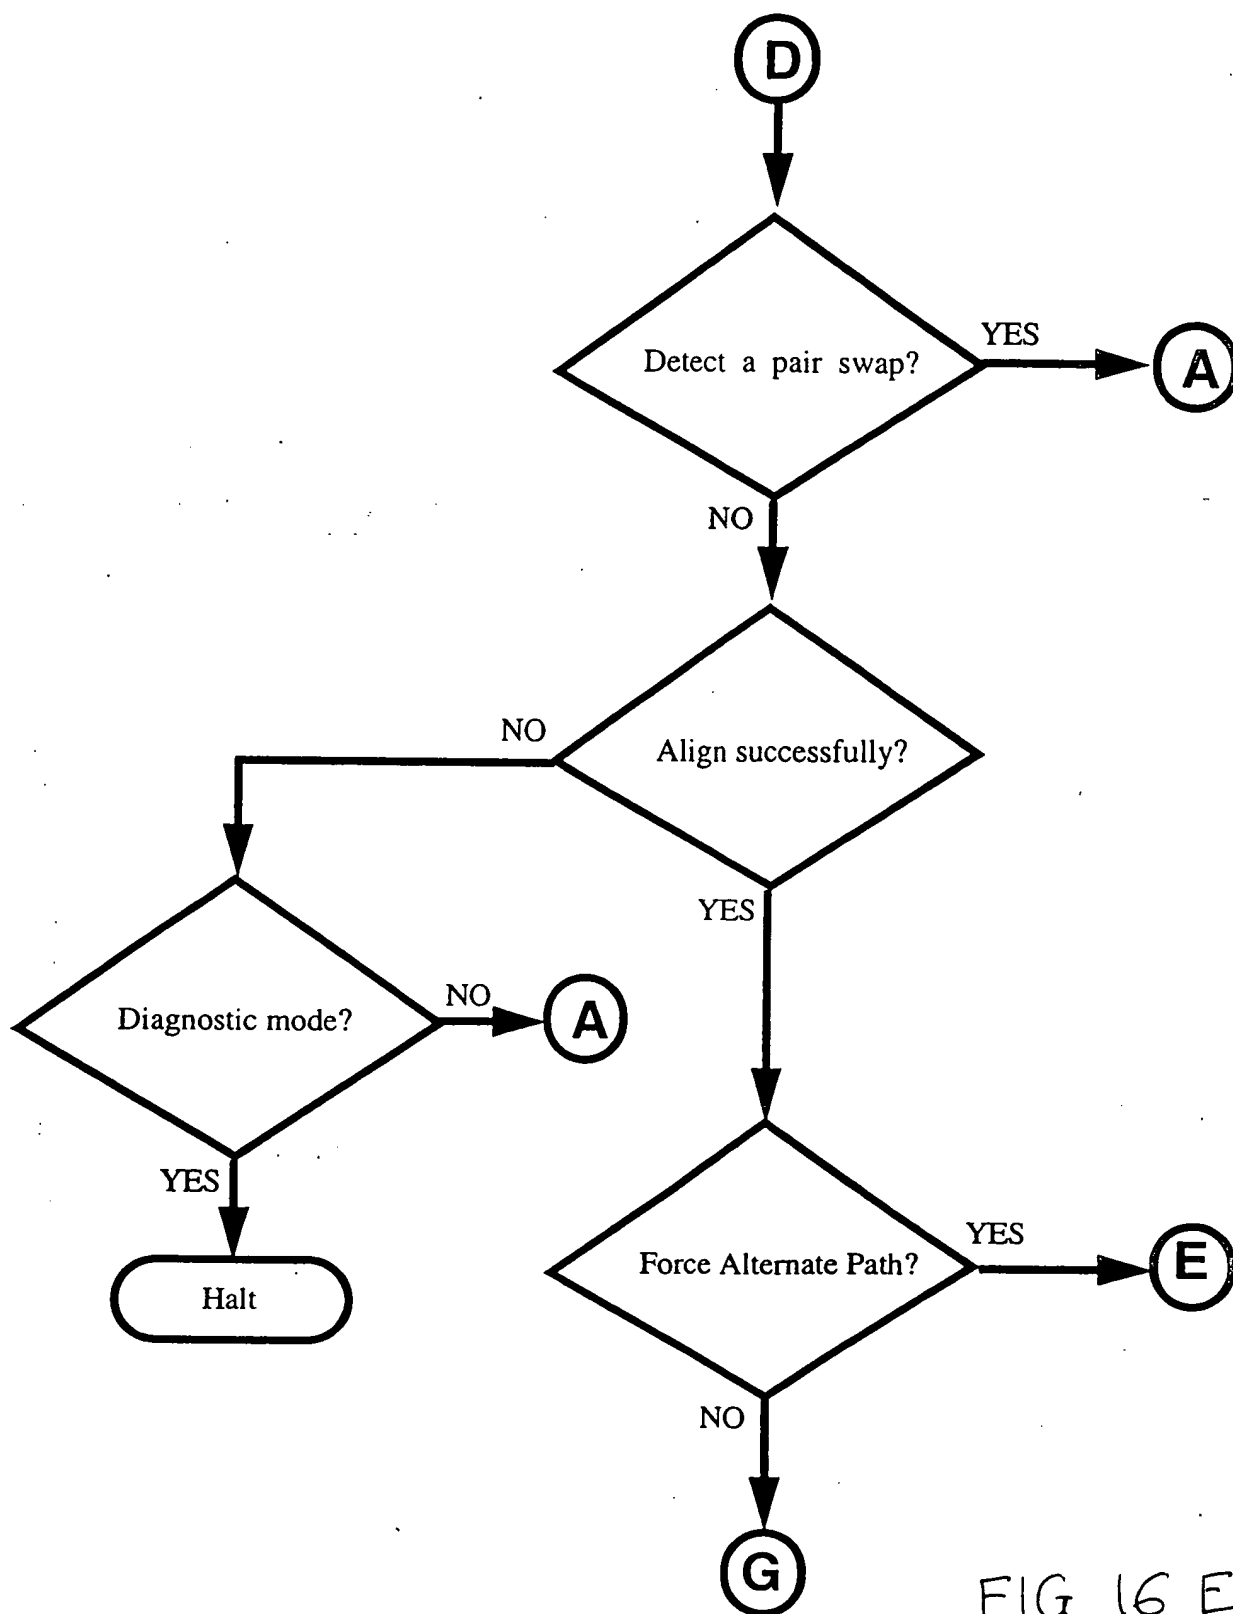 D
Detect a pair swap?
YES
A
NO
Align successfully?
NO
YES
Diagnostic mode?
NO
A
YES
Halt
Force Alternate Path?
YES
E
NO
G
FIG 16 E